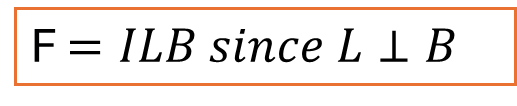 F = ILB since L ⊥ B